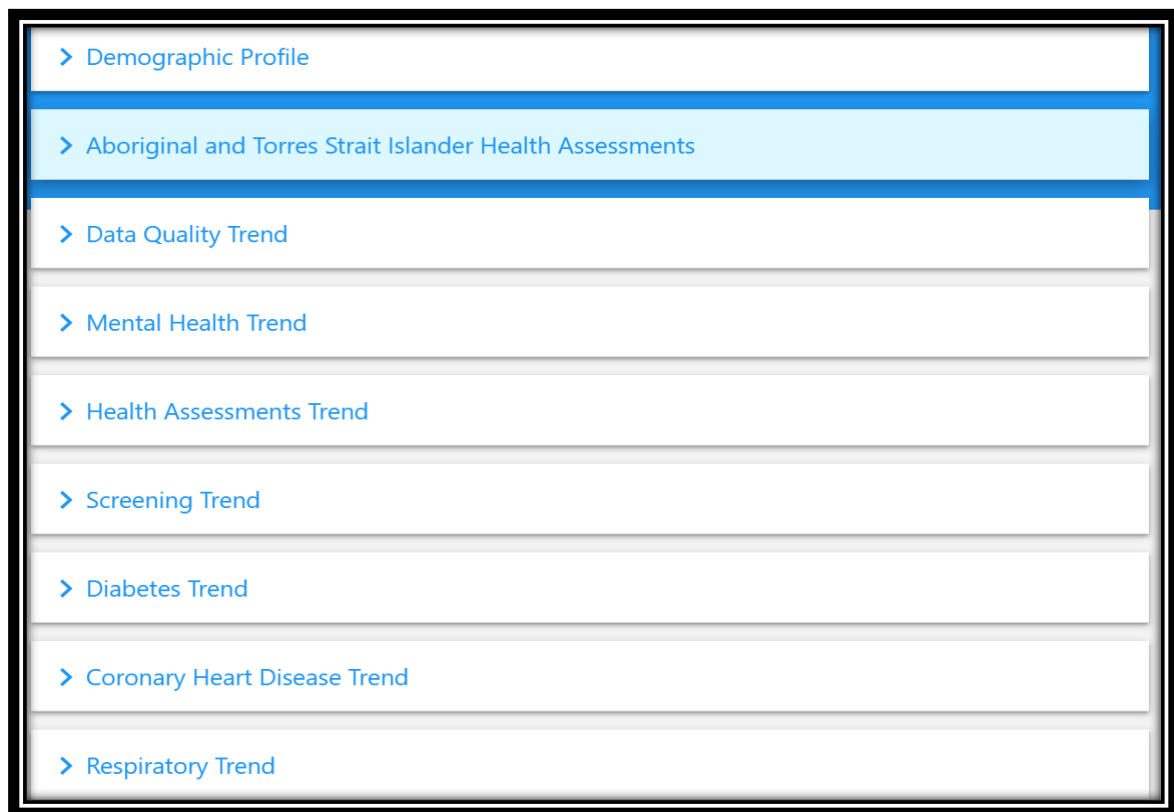 Demographic Profile
Aboriginal and Torres Strait Islander Health Assessments
Data Quality Trend
Mental Health Trend
Health Assessments Trend
Screening Trend
Diabetes Trend
Coronary Heart Disease Trend
Respiratory Trend